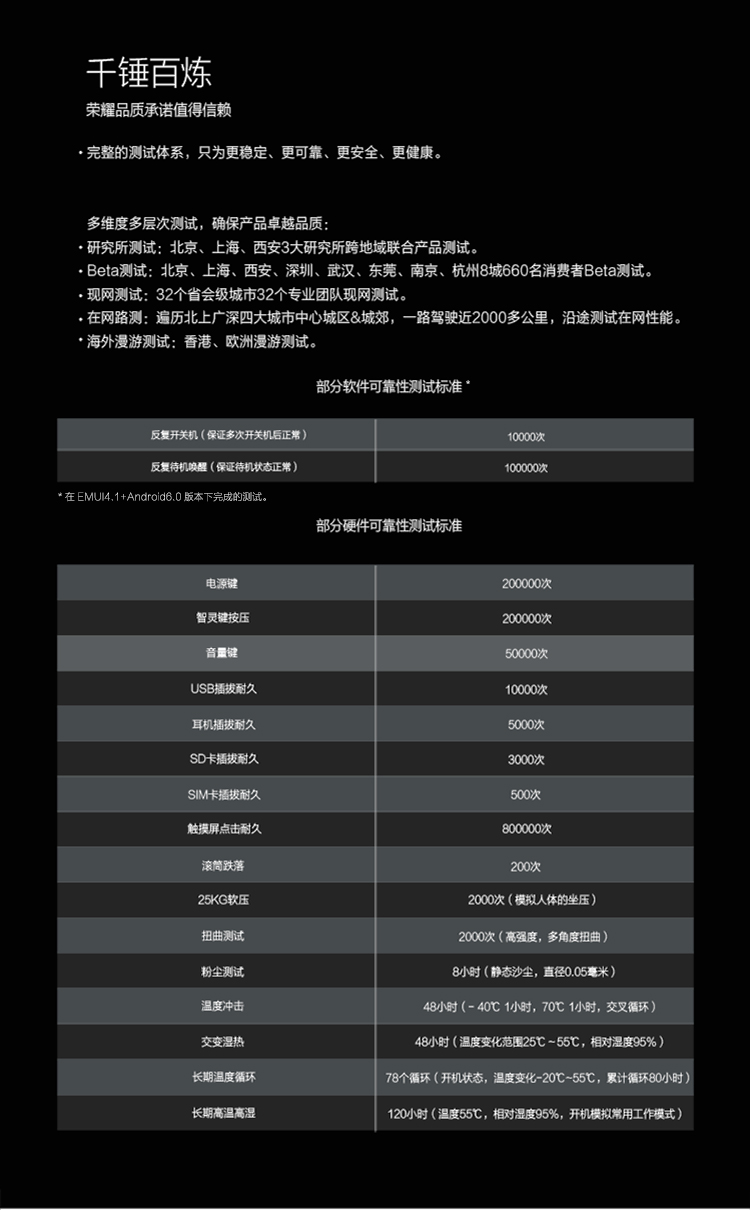 千锤百炼
荣耀品质承诺值得信赖
•完整的测试体系，只为更稳定、更可靠、更安全、更健康。
多维度多层次测试，确保产品卓越品质：
•研究所测试：北京、上海、西安3大研究所跨地域联合产品测试。
•Beta测试：北京、上海、西安、深圳、武汉、东莞、南京、杭州8城660名消费者Beta测试。
•现网测试：32个省会级城市32个专业团队现网测试。
•在网路测：遍历北上广深四大城市中心城区&城郊，一路驾驶近2000多公里，沿途测试在网性能。
•海外漫游测试：香港、欧洲漫游测试。
部分软件可靠性测试标准*
反复开关机（保证多次开关机后正常） 10000次
反复待机唤醒（保证待机状态正常） 100000次
*在 EMUI4.1+Android6.0 版本下完成的测试。
部分硬件可靠性测试标准
电源键 200000次
智灵键按压 200000次
音量键 50000次
USB插拔耐久 10000次
耳机插拔耐久 5000次
SD卡插拔耐久 3000次
SIM卡插拔耐久 500次
触摸屏点击耐久 800000次
滚筒跌落 200次
25KG软压 2000次（模拟人体的坐压）
扭曲测试 2000次（高强度，多角度扭曲）
粉尘测试 8小时（静态沙尘，直径0.05毫米）
温度冲击 48小时（- 40℃ 1小时，70℃ 1小时，交叉循环）
交变湿热 48小时（温度变化范围25℃～55℃，相对湿度95%）
长期温度循环 78个循环（开机状态，温度变化-20℃~55℃，累计循环80小时）
长期高温高湿 120小时（温度55℃，相对湿度95%，开机模拟常用工作模式）